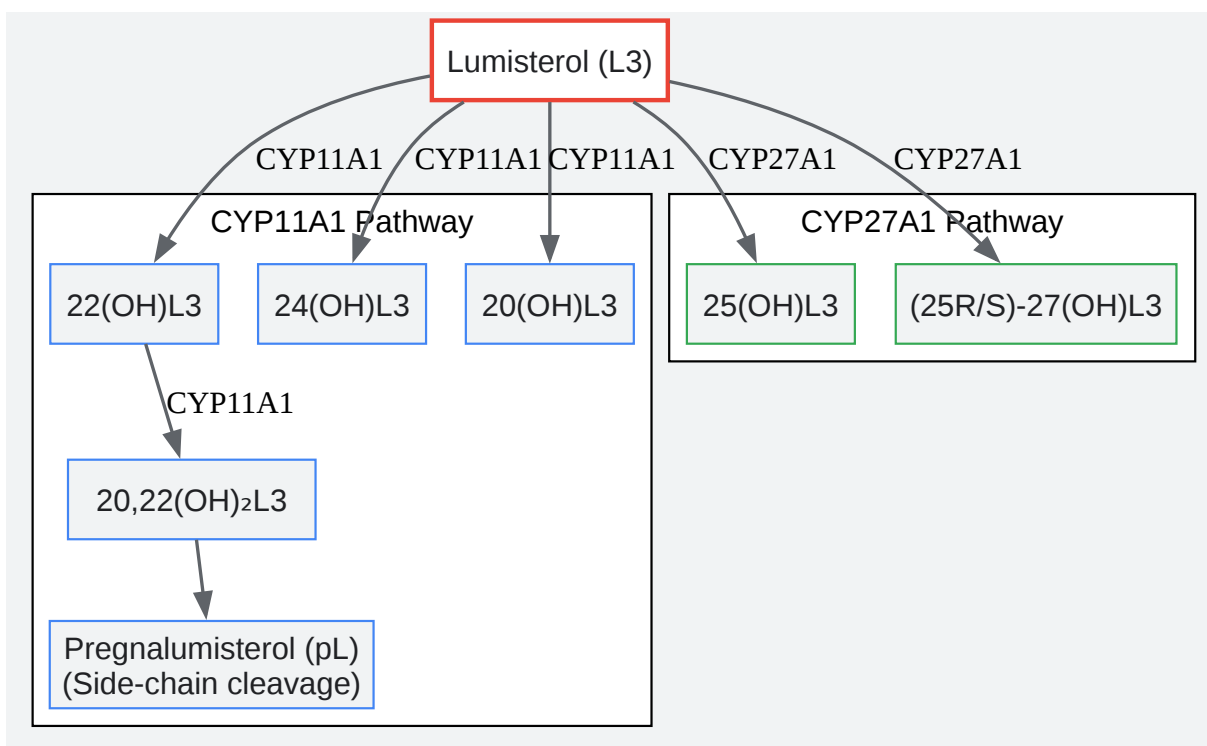 Lumisterol (L3)
CYP11A1
CYP11A1
CYP11A1
CYP27A1
CYP27A1
CYP11A1 Pathway
CYP27A1 Pathway
22(OH)L3
24(OH)L3
20(OH)L3
25(OH)L3
(25R/S)-27(OH)L3
CYP11A1
20,22(OH)₂L3
Pregnalumisterol (pL)
(Side-chain cleavage)